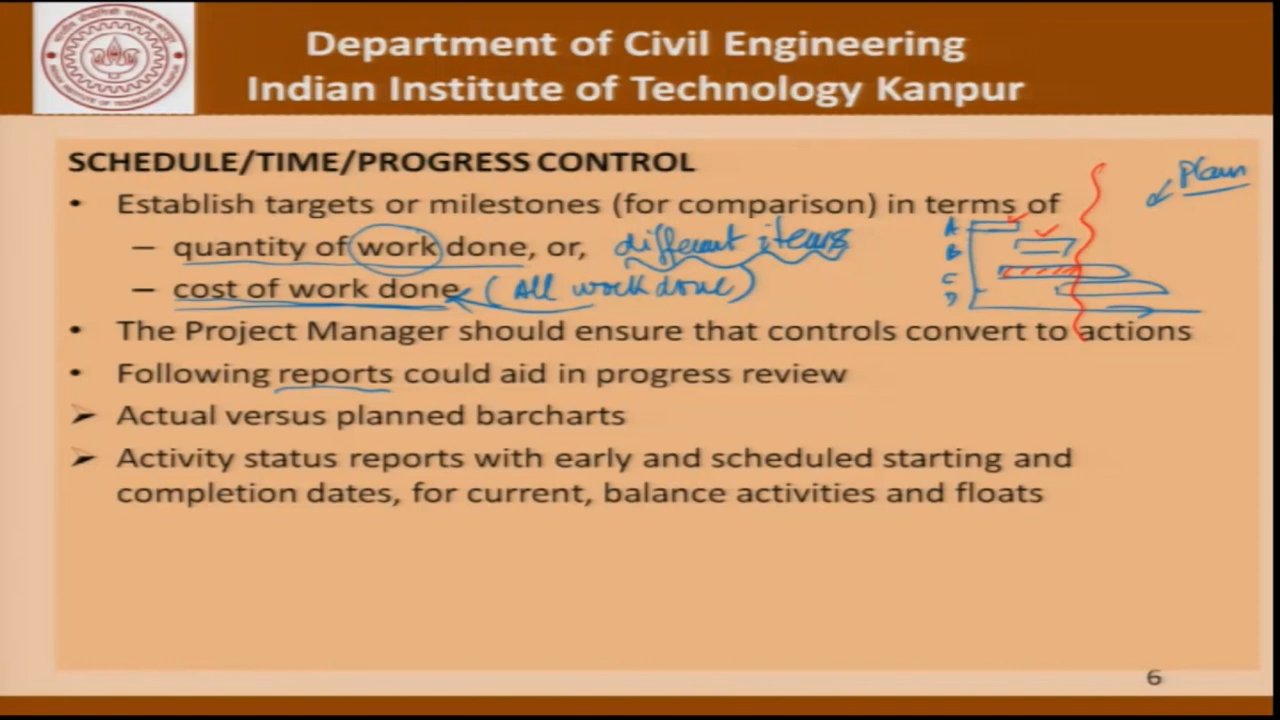 Department of Civil Engineering
Indian Institute of Technology Kanpur
SCHEDULE/TIME/PROGRESS CONTROL
• Establish targets or milestones (for comparison) in terms of
– quantity of work done, or, different items
– cost of work done (All work done)
• The Project Manager should ensure that controls convert to actions
• Following reports could aid in progress review
➢ Actual versus planned barcharts
➢ Activity status reports with early and scheduled starting and
completion dates, for current, balance activities and floats
Plan
A
B
C
D
6